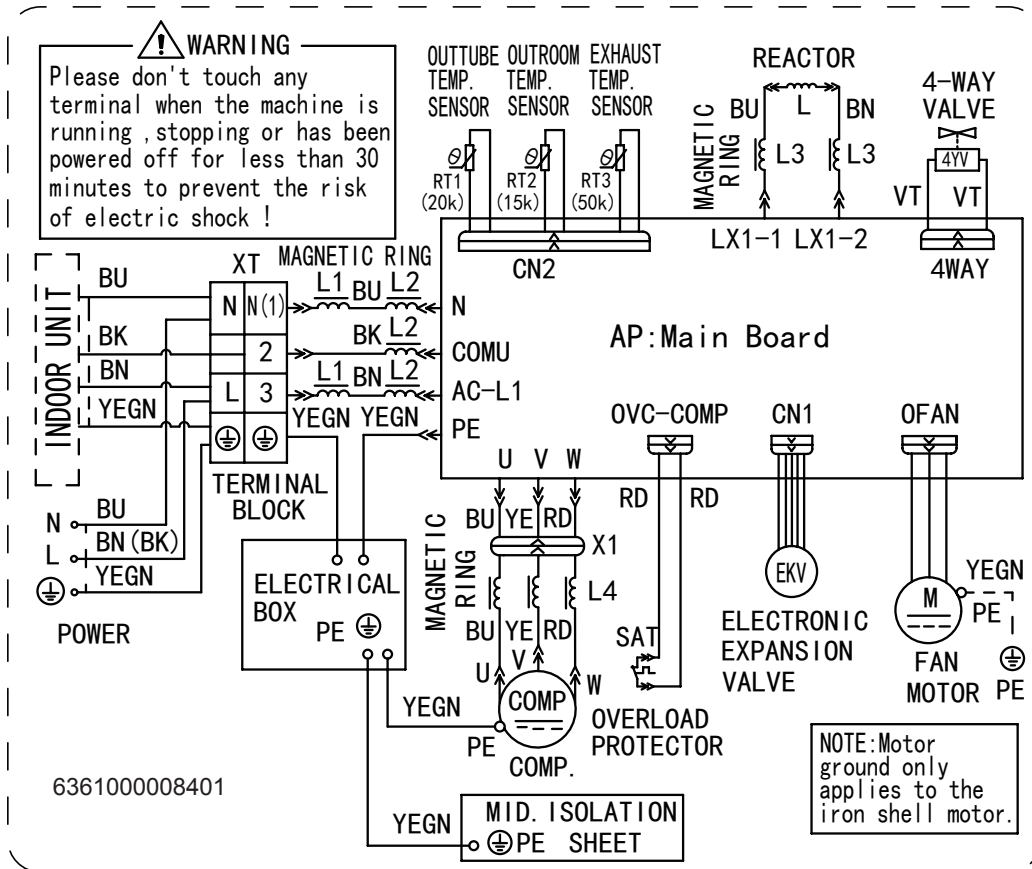 WARNING
Please don't touch any
terminal when the machine is
running ,stopping or has been
powered off for less than 30
minutes to prevent the risk
of electric shock !
OUTTUBE OUTROOM EXHAUST
TEMP. TEMP. TEMP.
SENSOR SENSOR SENSOR
θ θ θ
RT1 RT2 RT3
(20k) (15k) (50k)
CN2
REACTOR
BU L BN
MAGNETIC
RING
L3 L3
LX1-1 LX1-2
4-WAY
VALVE
4YV
VT VT
4WAY
INDOOR UNIT
BU
BK
BN
YEGN
XT
N N(1)
2
L 3
TERMINAL
BLOCK
MAGNETIC RING
L1 BU L2
BK L2
L1 BN L2
YEGN YEGN
N
COMU
AC-L1
PE
AP:Main Board
OVC-COMP CN1 OFAN
U V W
RD RD
N BU
L BN(BK)
YEGN
POWER
ELECTRICAL
BOX
PE
MAGNETIC
RING
BU YE RD
X1
L4
BU YE RD
U V W
COMP
PE
COMP.
YEGN
SAT
OVERLOAD
PROTECTOR
EKV
ELECTRONIC
EXPANSION
VALVE
M
YEGN
PE
FAN
MOTOR
PE
NOTE:Motor
ground only
applies to the
iron shell motor.
6361000008401
YEGN
MID. ISOLATION
PE SHEET